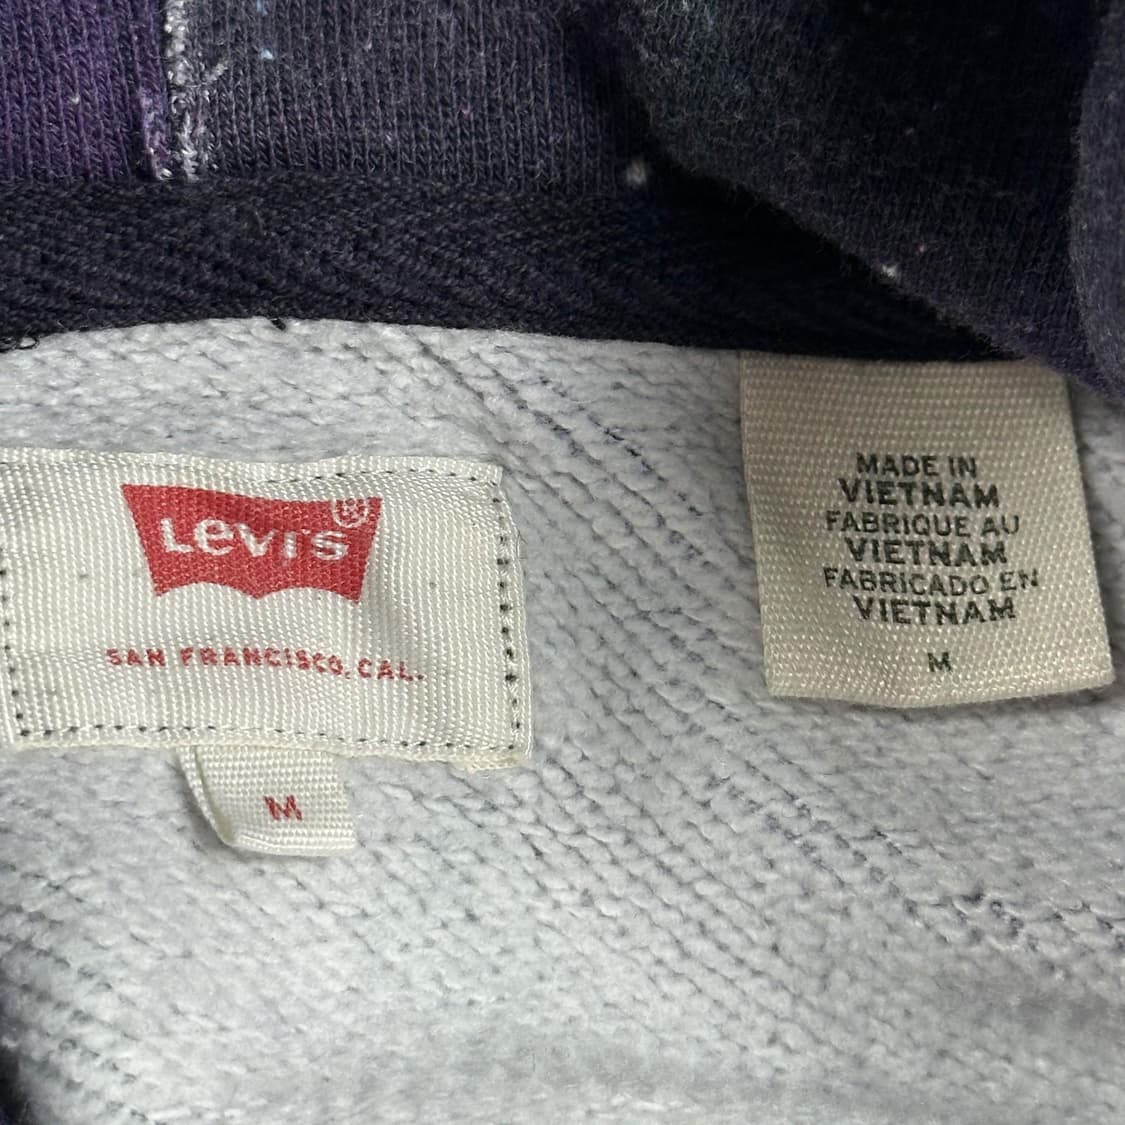 Levi's®
SAN FRANCISCO, CAL.
M
MADE IN
VIETNAM
FABRIQUE AU
VIETNAM
FABRICADO EN
VIETNAM
M